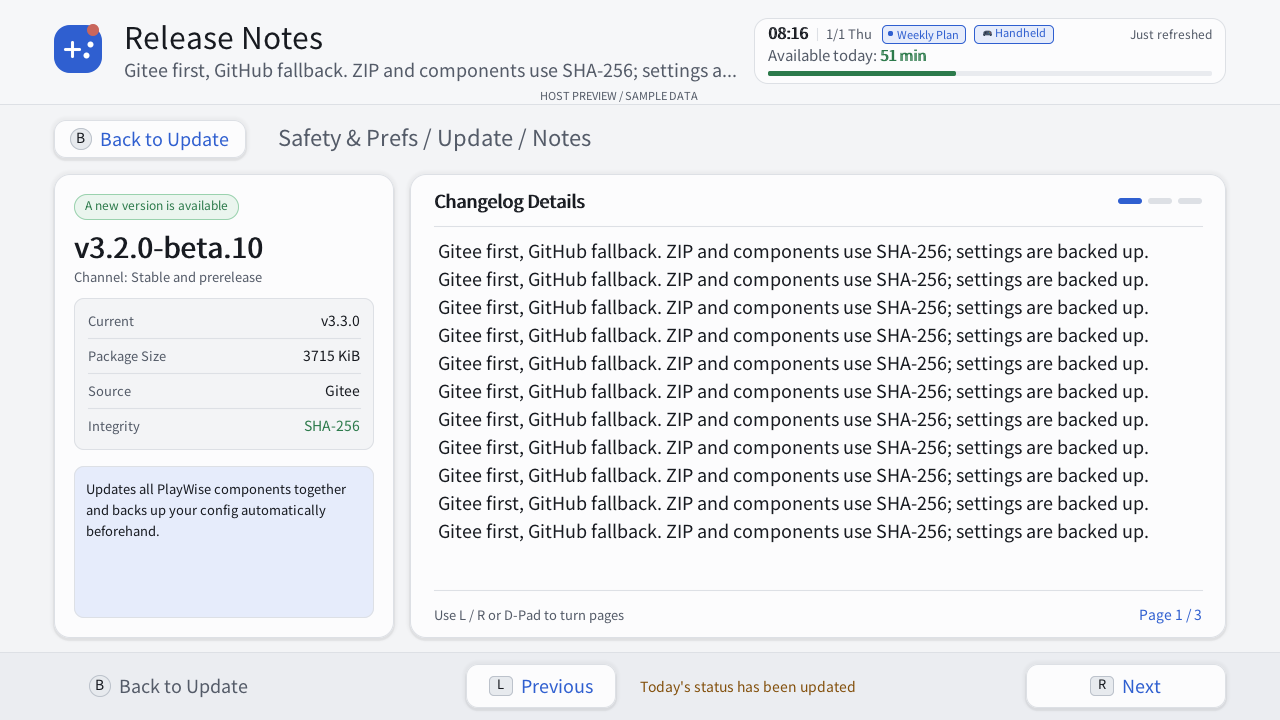 Release Notes
Gitee first, GitHub fallback. ZIP and components use SHA-256; settings a...
08:16 1/1 Thu Weekly Plan Handheld Just refreshed
Available today: 51 min
HOST PREVIEW / SAMPLE DATA
B Back to Update
Safety & Prefs / Update / Notes
A new version is available
v3.2.0-beta.10
Channel: Stable and prerelease
Current v3.3.0
Package Size 3715 KiB
Source Gitee
Integrity SHA-256
Updates all PlayWise components together
and backs up your config automatically
beforehand.
Changelog Details
Gitee first, GitHub fallback. ZIP and components use SHA-256; settings are backed up.
Gitee first, GitHub fallback. ZIP and components use SHA-256; settings are backed up.
Gitee first, GitHub fallback. ZIP and components use SHA-256; settings are backed up.
Gitee first, GitHub fallback. ZIP and components use SHA-256; settings are backed up.
Gitee first, GitHub fallback. ZIP and components use SHA-256; settings are backed up.
Gitee first, GitHub fallback. ZIP and components use SHA-256; settings are backed up.
Gitee first, GitHub fallback. ZIP and components use SHA-256; settings are backed up.
Gitee first, GitHub fallback. ZIP and components use SHA-256; settings are backed up.
Gitee first, GitHub fallback. ZIP and components use SHA-256; settings are backed up.
Gitee first, GitHub fallback. ZIP and components use SHA-256; settings are backed up.
Gitee first, GitHub fallback. ZIP and components use SHA-256; settings are backed up.
Use L / R or D-Pad to turn pages
Page 1 / 3
B Back to Update
L Previous
Today's status has been updated
R Next